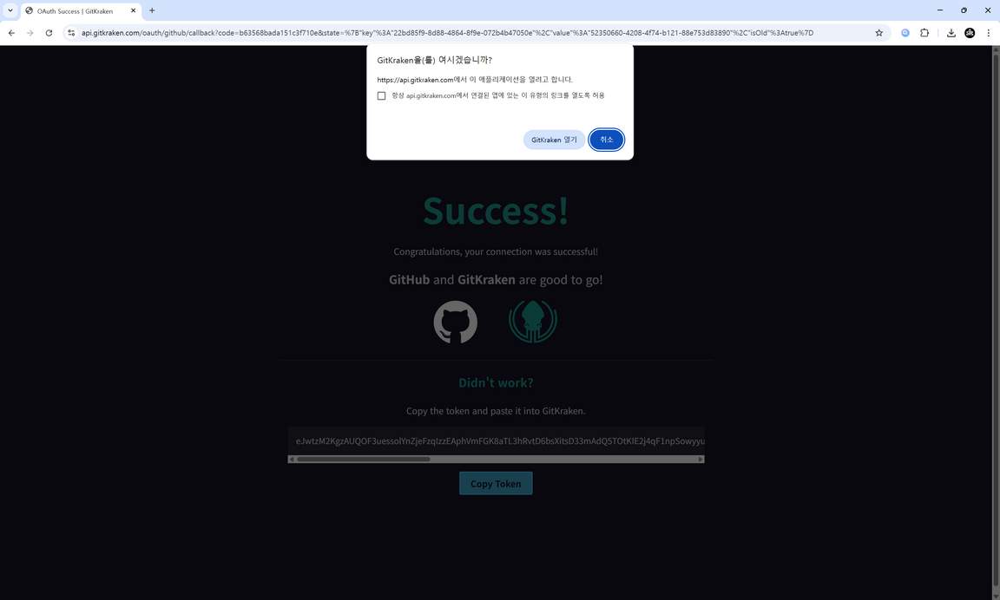 OAuth Success | GitKraken
api.gitkraken.com/oauth/github/callback?code=b63568bada151c3f710e&state=%7B"key"%3A"22bd85f9-8d88-4864-8f9e-072b4b47050e"%2C"value"%3A"52350660-4208-4f74-b121-88e753d83890"%2C"isOld"%3Atrue%7D
GitKraken을(를) 여시겠습니까?
https://api.gitkraken.com에서 이 애플리케이션을 열려고 합니다.
항상 api.gitkraken.com에서 연결된 앱에 있는 이 유형의 링크를 열도록 허용
GitKraken 열기
취소
Success!
Congratulations, your connection was successful!
GitHub and GitKraken are good to go!
Didn't work?
Copy the token and paste it into GitKraken.
Copy Token